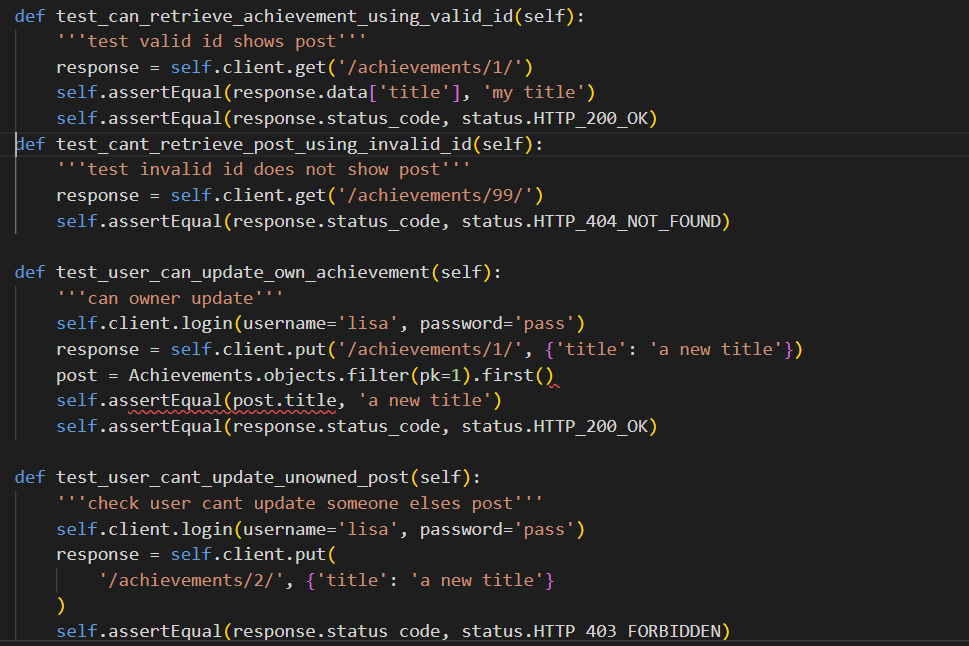 def test_can_retrieve_achievement_using_valid_id(self):
    '''test valid id shows post'''
    response = self.client.get('/achievements/1/')
    self.assertEqual(response.data['title'], 'my title')
    self.assertEqual(response.status_code, status.HTTP_200_OK)
def test_cant_retrieve_post_using_invalid_id(self):
    '''test invalid id does not show post'''
    response = self.client.get('/achievements/99/')
    self.assertEqual(response.status_code, status.HTTP_404_NOT_FOUND)
def test_user_can_update_own_achievement(self):
    '''can owner update'''
    self.client.login(username='lisa', password='pass')
    response = self.client.put('/achievements/1/', {'title': 'a new title'})
    post = Achievements.objects.filter(pk=1).first()
    self.assertEqual(post.title, 'a new title')
    self.assertEqual(response.status_code, status.HTTP_200_OK)
def test_user_cant_update_unowned_post(self):
    '''check user cant update someone elses post'''
    self.client.login(username='lisa', password='pass')
    response = self.client.put(
        '/achievements/2/', {'title': 'a new title'}
    )
    self.assertEqual(response.status_code, status.HTTP_403_FORBIDDEN)